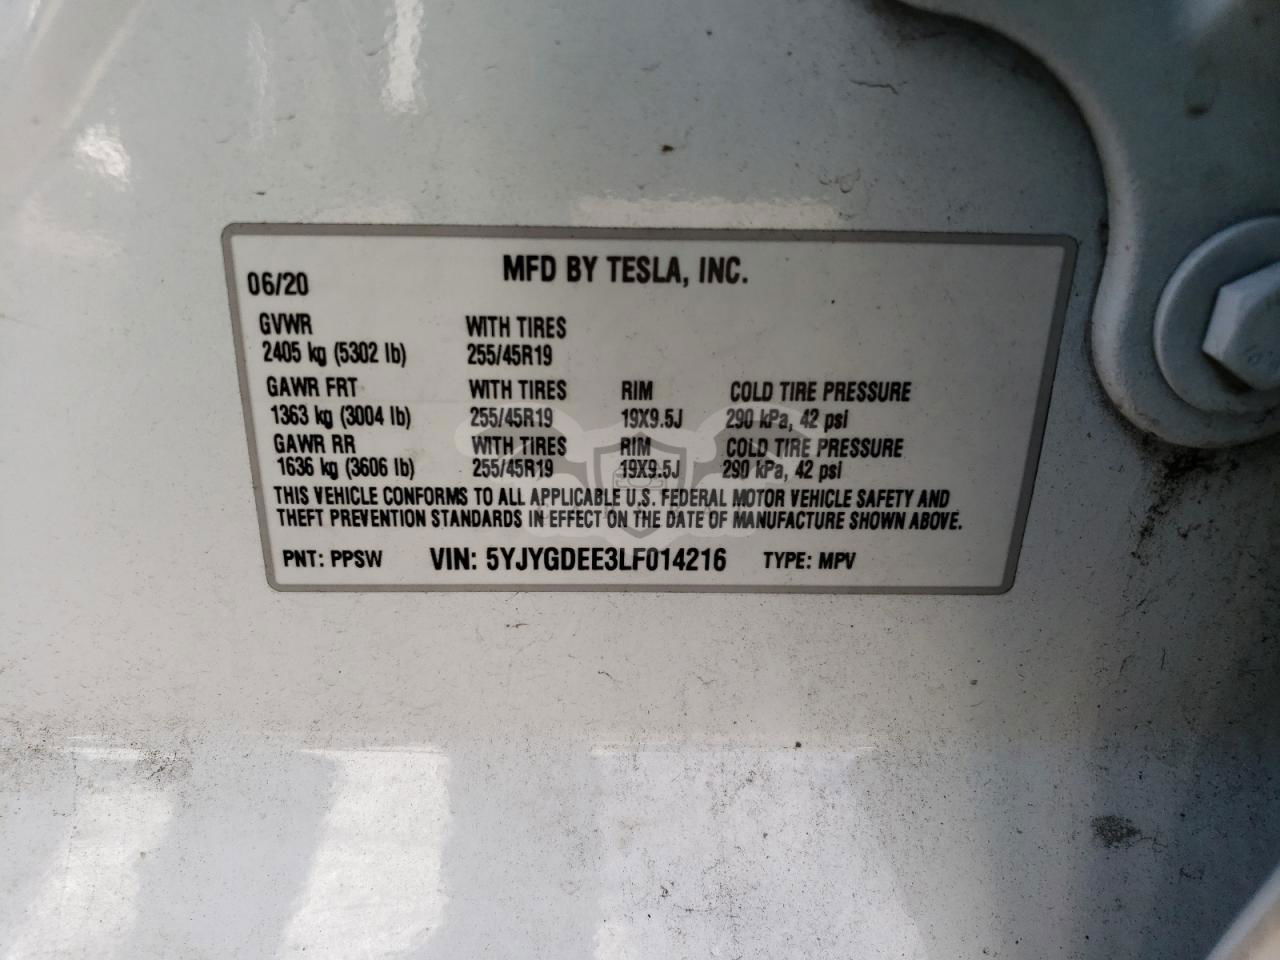 MFD BY TESLA, INC.
06/20
GVWR WITH TIRES
2405 kg (5302 lb) 255/45R19
GAWR FRT WITH TIRES RIM COLD TIRE PRESSURE
1363 kg (3004 lb) 255/45R19 19X9.5J 290 kPa, 42 psi
GAWR RR WITH TIRES RIM COLD TIRE PRESSURE
1636 kg (3606 lb) 255/45R19 19X9.5J 290 kPa, 42 psi
THIS VEHICLE CONFORMS TO ALL APPLICABLE U.S. FEDERAL MOTOR VEHICLE SAFETY AND
THEFT PREVENTION STANDARDS IN EFFECT ON THE DATE OF MANUFACTURE SHOWN ABOVE.
PNT: PPSW VIN: 5YJYGDEE3LF014216 TYPE: MPV